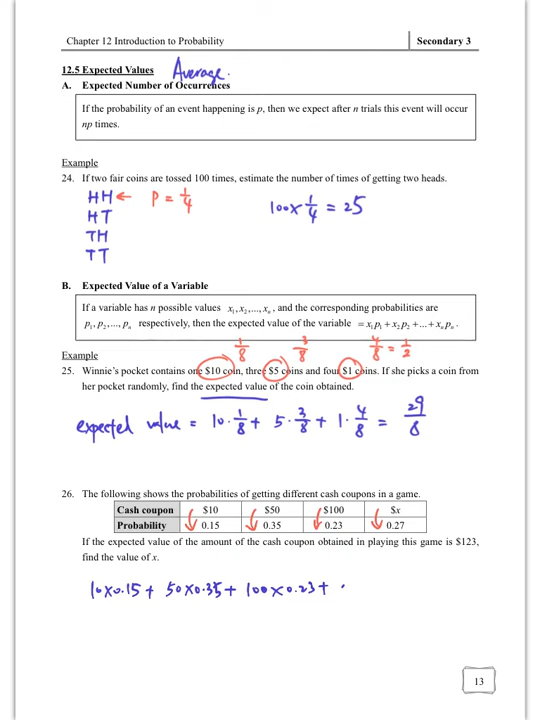 Chapter 12 Introduction to Probability Secondary 3
12.5 Expected Values Average.
A. Expected Number of Occurrences
If the probability of an event happening is p, then we expect after n trials this event will occur
np times.
Example
24. If two fair coins are tossed 100 times, estimate the number of times of getting two heads.
HH ← P = 1/4 100 × 1/4 = 25
HT
TH
TT
B. Expected Value of a Variable
If a variable has n possible values x₁, x₂, ..., xₙ, and the corresponding probabilities are
p₁, p₂, ..., pₙ respectively, then the expected value of the variable = x₁p₁ + x₂p₂ + ... + xₙpₙ.
1/8 3/8 4/8 = 1/2
Example
25. Winnie's pocket contains one $10 coin, three $5 coins and four $1 coins. If she picks a coin from
her pocket randomly, find the expected value of the coin obtained.
expected value = 10 · 1/8 + 5 · 3/8 + 1 · 4/8 = 29/8
26. The following shows the probabilities of getting different cash coupons in a game.
Cash coupon $10 $50 $100 $x
Probability 0.15 0.35 0.23 0.27
If the expected value of the amount of the cash coupon obtained in playing this game is $123,
find the value of x.
10×0.15 + 50×0.35 + 100×0.23 +
13